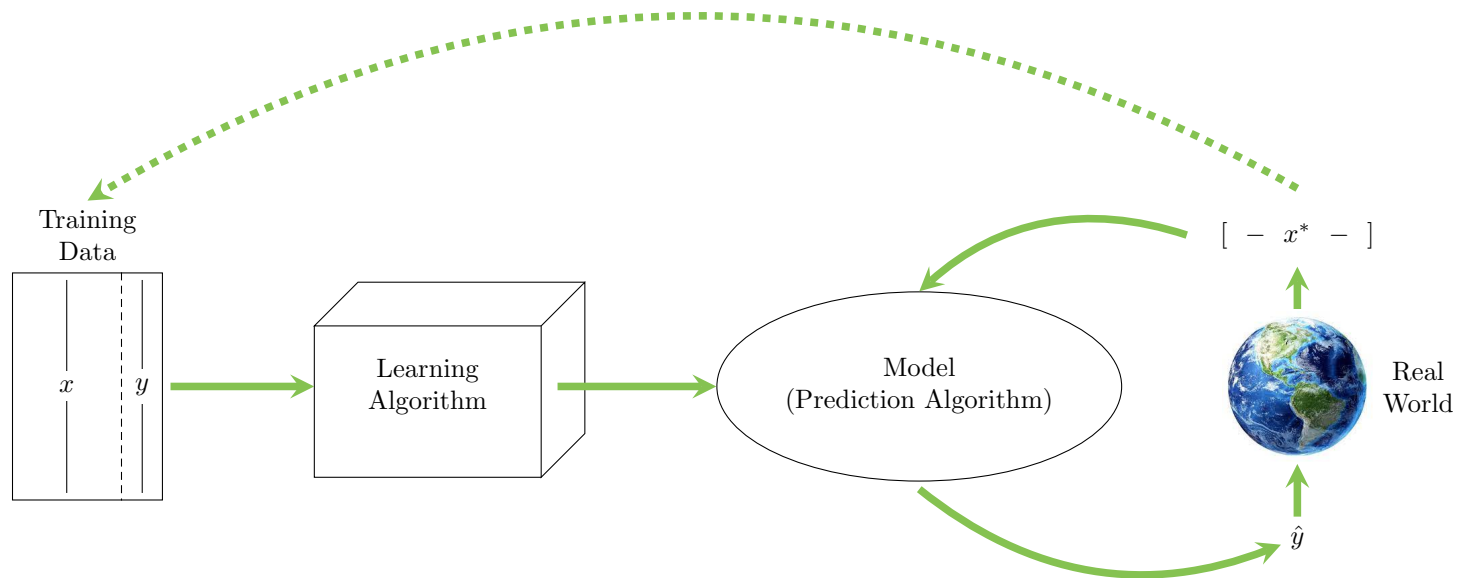 Training
Data
x
y
Learning
Algorithm
Model
(Prediction Algorithm)
[ − x* − ]
Real
World
ŷ